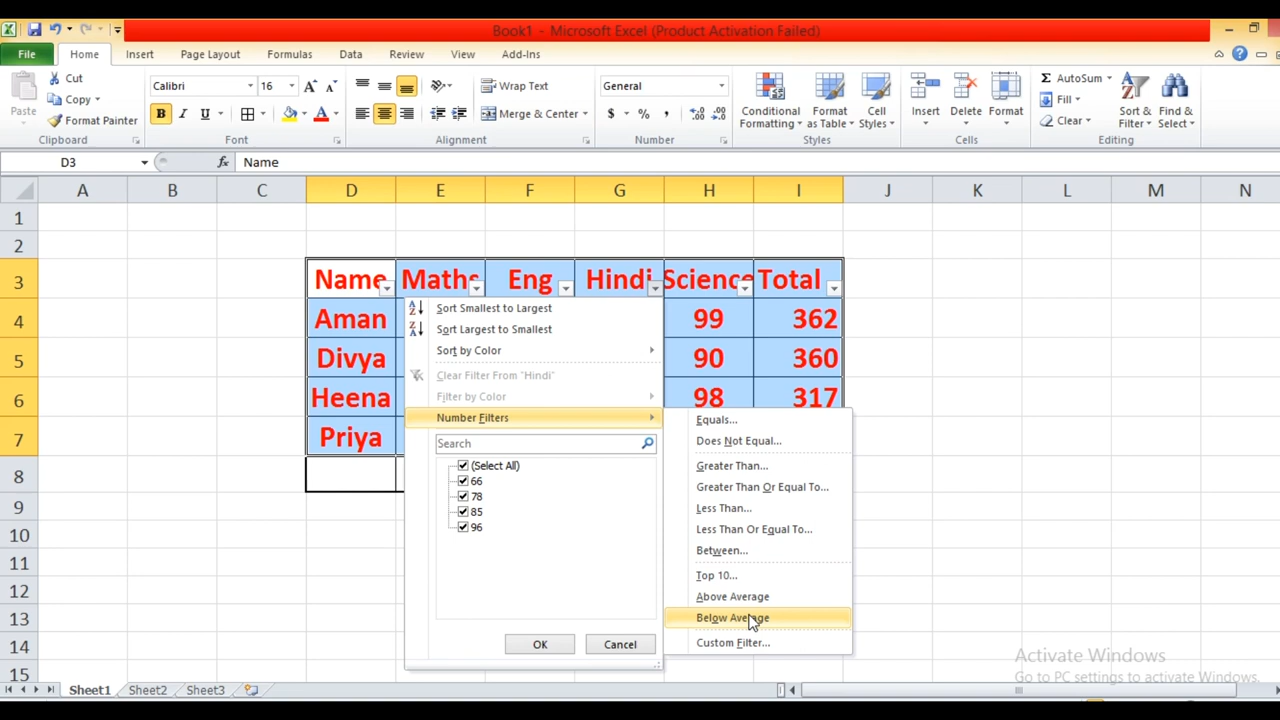 Book1 - Microsoft Excel (Product Activation Failed)
File Home Insert Page Layout Formulas Data Review View Add-Ins
Paste Cut Copy Format Painter
Clipboard
Calibri 16 A A
B I U A
Font
Wrap Text
Merge & Center
Alignment
General
$ % ,
Number
Conditional Formatting Format as Table Cell Styles
Styles
Insert Delete Format
Cells
Σ AutoSum Fill Clear
Sort & Filter Find & Select
Editing
D3 fx Name
A B C D E F G H I J K L M N
1
2
3 Name Maths Eng Hindi Science Total
4 Aman 99 362
5 Divya 90 360
6 Heena 98 317
7 Priya
8
9
10
11
12
13
14
15
Sort Smallest to Largest
Sort Largest to Smallest
Sort by Color
Clear Filter From "Hindi"
Filter by Color
Number Filters
Search
(Select All)
66
78
85
96
OK Cancel
Equals...
Does Not Equal...
Greater Than...
Greater Than Or Equal To...
Less Than...
Less Than Or Equal To...
Between...
Top 10...
Above Average
Below Average
Custom Filter...
Activate Windows
Go to PC settings to activate Windows.
Sheet1 Sheet2 Sheet3